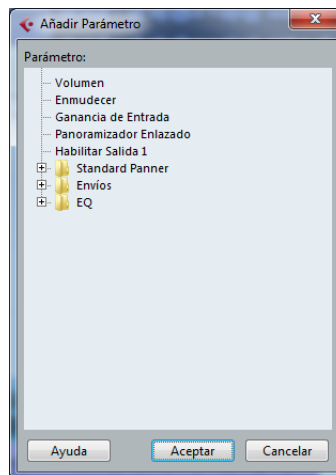 Añadir Parámetro
Parámetro:
Volumen
Enmudecer
Ganancia de Entrada
Panoramizador Enlazado
Habilitar Salida 1
Standard Panner
Envíos
EQ
Ayuda
Aceptar
Cancelar